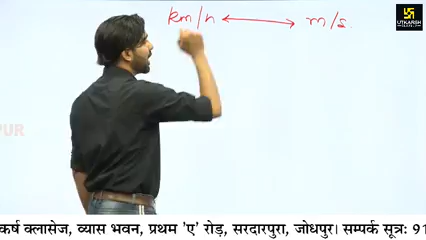 km/h ⟷ m/s
UTKARSH
PUR
कर्ष क्लासेज, व्यास भवन, प्रथम 'ए' रोड़, सरदारपुरा, जोधपुर। सम्पर्क सूत्र: 91